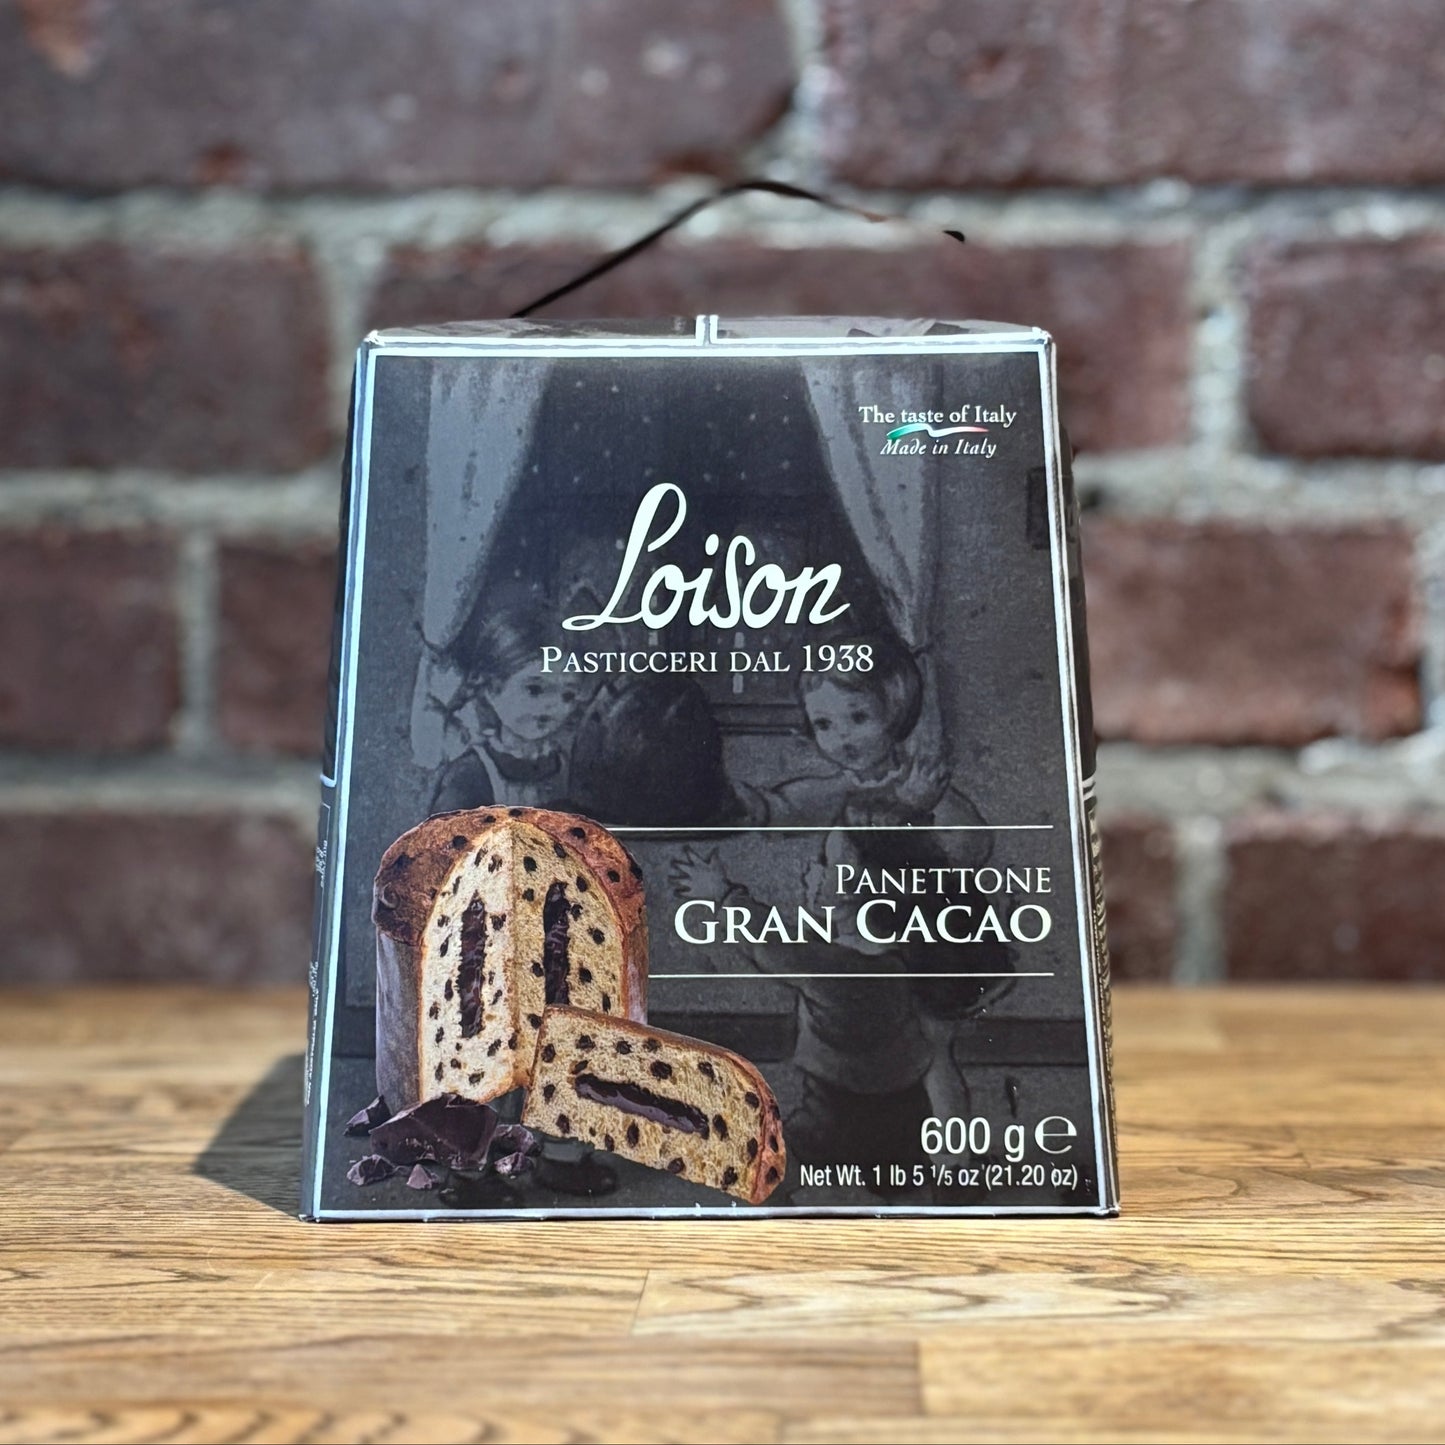 The taste of Italy
Made in Italy
Loison
PASTICCERI DAL 1938
PANETTONE
GRAN CACAO
600 g ℮
Net Wt. 1 lb 5 1/5 oz (21.20 oz)